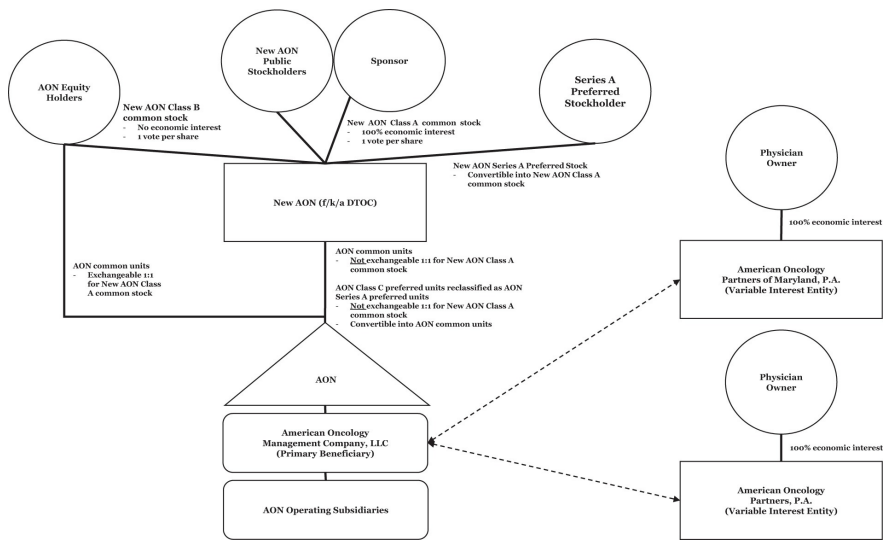 AON Equity
Holders
New AON
Public
Stockholders
Sponsor
Series A
Preferred
Stockholder
New AON Class B
common stock
- No economic interest
- 1 vote per share
New AON Class A common stock
- 100% economic interest
- 1 vote per share
New AON Series A Preferred Stock
- Convertible into New AON Class A
common stock
New AON (f/k/a DTOC)
AON common units
- Exchangeable 1:1
for New AON Class
A common stock
AON common units
- Not exchangeable 1:1 for New AON Class A
common stock
AON Class C preferred units reclassified as AON
Series A preferred units
- Not exchangeable 1:1 for New AON Class A
common stock
- Convertible into AON common units
AON
American Oncology
Management Company, LLC
(Primary Beneficiary)
AON Operating Subsidiaries
Physician
Owner
100% economic interest
American Oncology
Partners of Maryland, P.A.
(Variable Interest Entity)
Physician
Owner
100% economic interest
American Oncology
Partners, P.A.
(Variable Interest Entity)